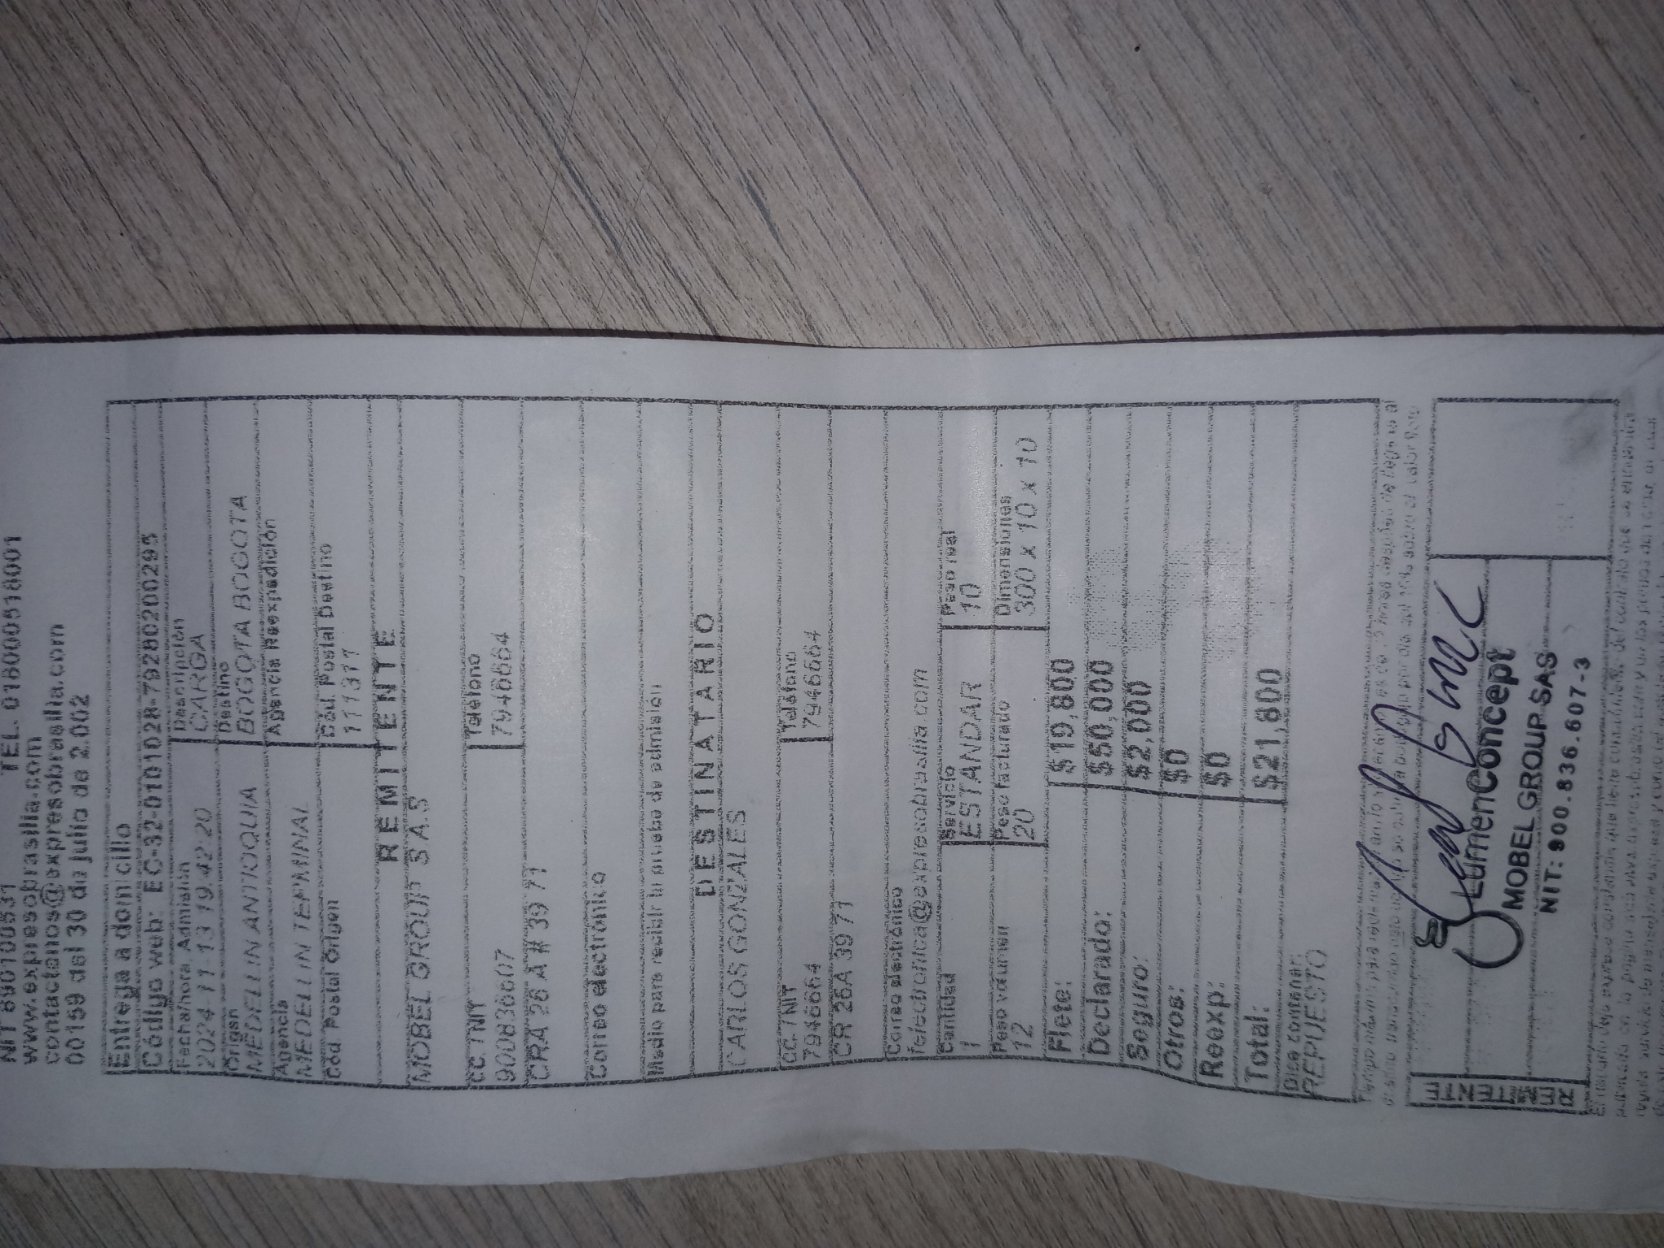 NIT 890100531 TEL. 018000518001
www.expresobrasilia.com
contactanos@expresobrasilia.com
00159 del 30 de julio de 2.002
Entrega a domicilio
Código web: EC-32-0101028-7928020029
Fecha/hora Admisión Descripción
2024-11-13 19:42:20 CARGA
Origen Destino
MEDELLIN ANTIOQUIA BOGOTA BOGOTA
Agencia Agencia Reexpedición
MEDELLIN TERMINAL
Cód Postal Origen Cód. Postal Destino
111311
REMITENTE
MOBEL GROUP S.A.S
CC. / NIT Teléfono
900836607 7946664
CRA 26 A # 39 71
Correo electrónico
Medio para recibir la prueba de admisión
DESTINATARIO
CARLOS GONZALES
CC. / NIT Teléfono
7946664 7946664
CR 26A 39 71
Correo electrónico
felectronica@expresobrasilia.com
Cantidad Servicio Peso real
1 ESTANDAR 10
Peso volumen Peso facturado Dimensiones
12 20 300 x 10 x 10
Flete: $19,800
Declarado: $50,000
Seguro: $2,000
Otros: $0
Reexp: $0
Total: $21,800
Dice contener:
REPUESTO
REMITENTE
Lumenconcept
MOBEL GROUP SAS
NIT: 900.836.607-3